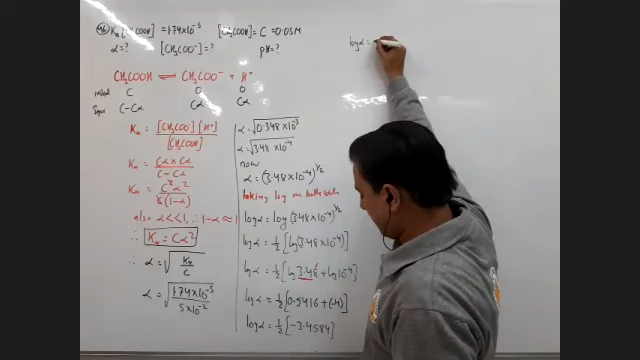 46 Ka [CH₃COOH] = 1.74×10⁻⁵ [CH₃COOH] = C = 0.05M
α = ? [CH₃COO⁻] = ? pH = ?
CH₃COOH ⇌ CH₃COO⁻ + H⁺
initial C 0 0
Eqm C-Cα Cα Cα
Ka = [CH₃COO⁻] [H⁺] / [CH₃COOH]
Ka = Cα × Cα / C-Cα
Ka = C²α² / C(1-α)
also α<<1, ∴ 1-α ≈ 1
∴ Ka = Cα²
∴ α = √(Ka / C)
α = √(1.74×10⁻⁵ / 5×10⁻²)
α = √(0.348×10⁻³)
α = √(3.48×10⁻⁴)
now
α = (3.48×10⁻⁴)^1/2
taking log on both side
log α = log (3.48×10⁻⁴)^1/2
log α = 1/2 [log (3.48×10⁻⁴)]
log α = 1/2 [log 3.48 + log 10⁻⁴]
log α = 1/2 [0.5416 + (-4)]
log α = 1/2 [-3.4584]
log α = -